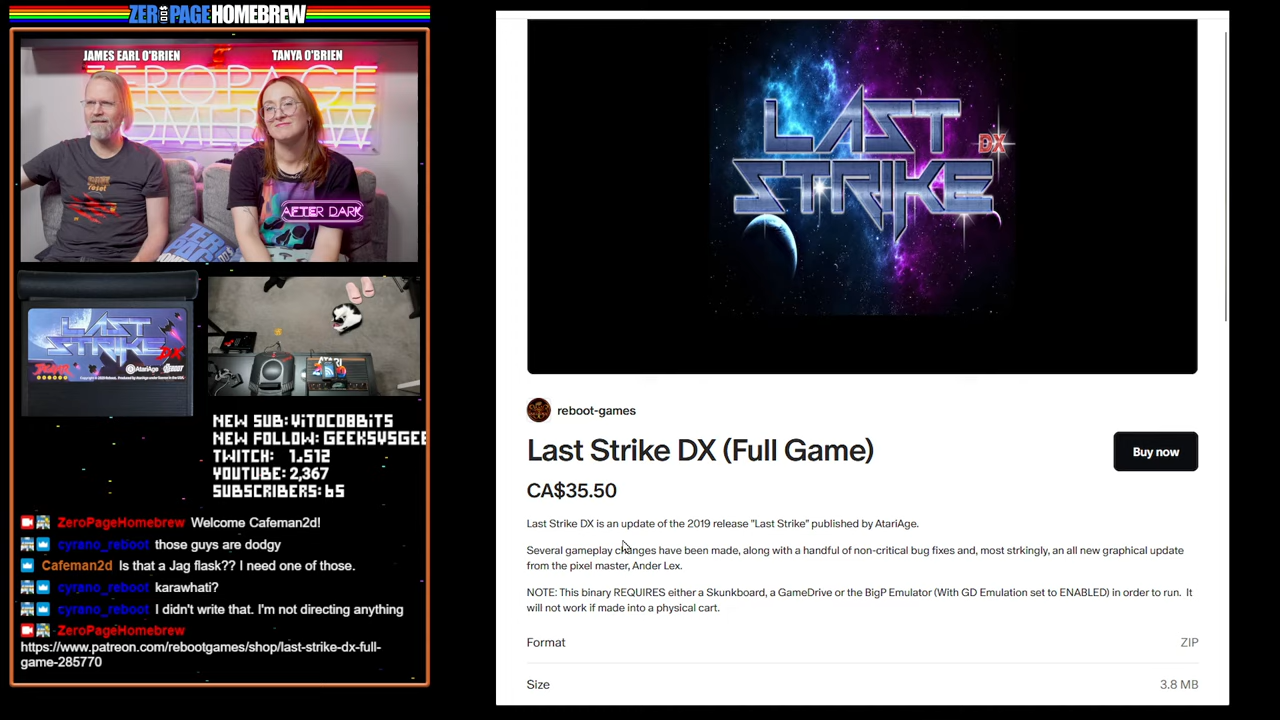 ZEROPAGEHOMEBREW
JAMES EARL O'BRIEN
TANYA O'BRIEN
ZEROPAGE
HOMEBREW
AFTER DARK
LAST
STRIKE DX
JAGUAR
AtariAge
REBOOT
ATARI
NEW SUB: VITOCOBBITS
NEW FOLLOW: GEEKSYSGEE
TWITCH: 1,512
YOUTUBE: 2,367
SUBSCRIBERS: 65
ZeroPageHomebrew Welcome Cafeman2d!
cyrano_reboot those guys are dodgy
Cafeman2d Is that a Jag flask?? I need one of those.
cyrano_reboot karawhati?
cyrano_reboot I didn't write that. I'm not directing anything
ZeroPageHomebrew
https://www.patreon.com/rebootgames/shop/last-strike-dx-full-
game-285770
LAST
STRIKE DX
reboot-games
Last Strike DX (Full Game)
Buy now
CA$35.50
Last Strike DX is an update of the 2019 release "Last Strike" published by AtariAge.
Several gameplay changes have been made, along with a handful of non-critical bug fixes and, most strkingly, an all new graphical update
from the pixel master, Ander Lex.
NOTE: This binary REQUIRES either a Skunkboard, a GameDrive or the BigP Emulator (With GD Emulation set to ENABLED) in order to run. It
will not work if made into a physical cart.
Format
ZIP
Size
3.8 MB